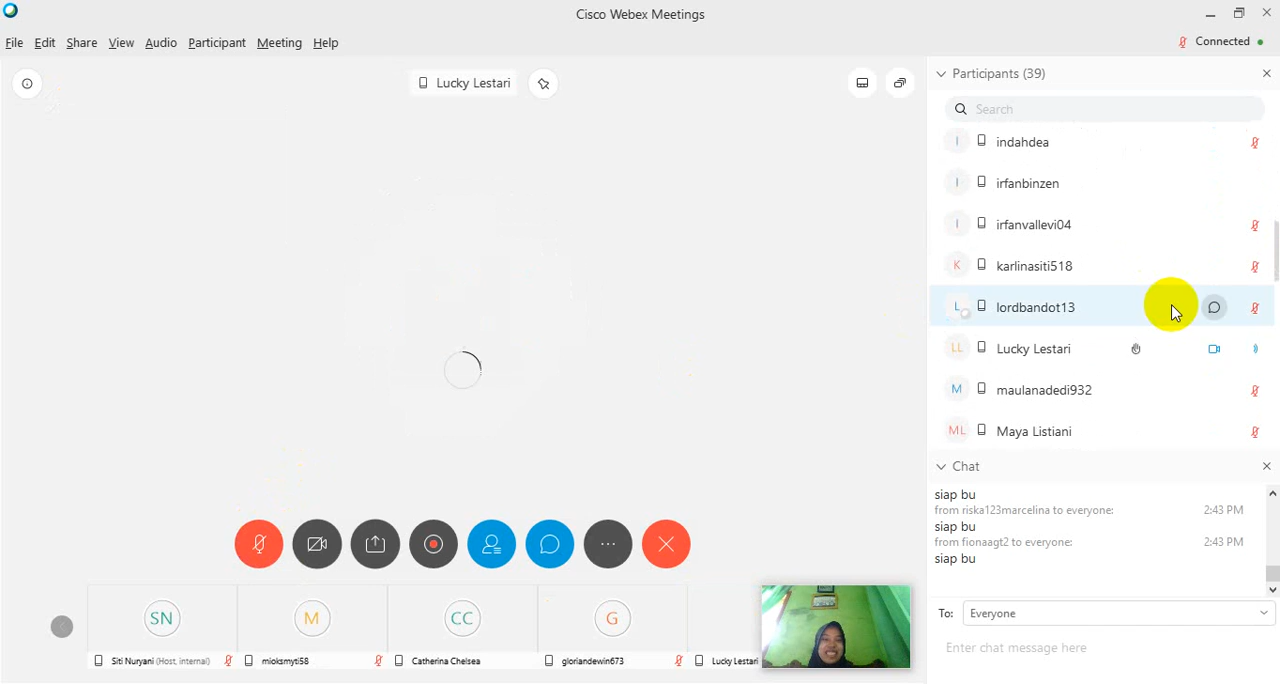 Cisco Webex Meetings
File Edit Share View Audio Participant Meeting Help
Connected
Lucky Lestari
Participants (39)
Search
I indahdea
I irfanbinzen
I irfanvallevi04
K karlinasiti518
L lordbandot13
LL Lucky Lestari
M maulanadedi932
ML Maya Listiani
Chat
siap bu
from riska123marcelina to everyone: 2:43 PM
siap bu
from fionaagt2 to everyone: 2:43 PM
siap bu
To: Everyone
Enter chat message here
SN M CC G
Siti Nuryani (Host, internal) miokamyti58 Catherina Chelsea gloriandewin673 Lucky Lestari